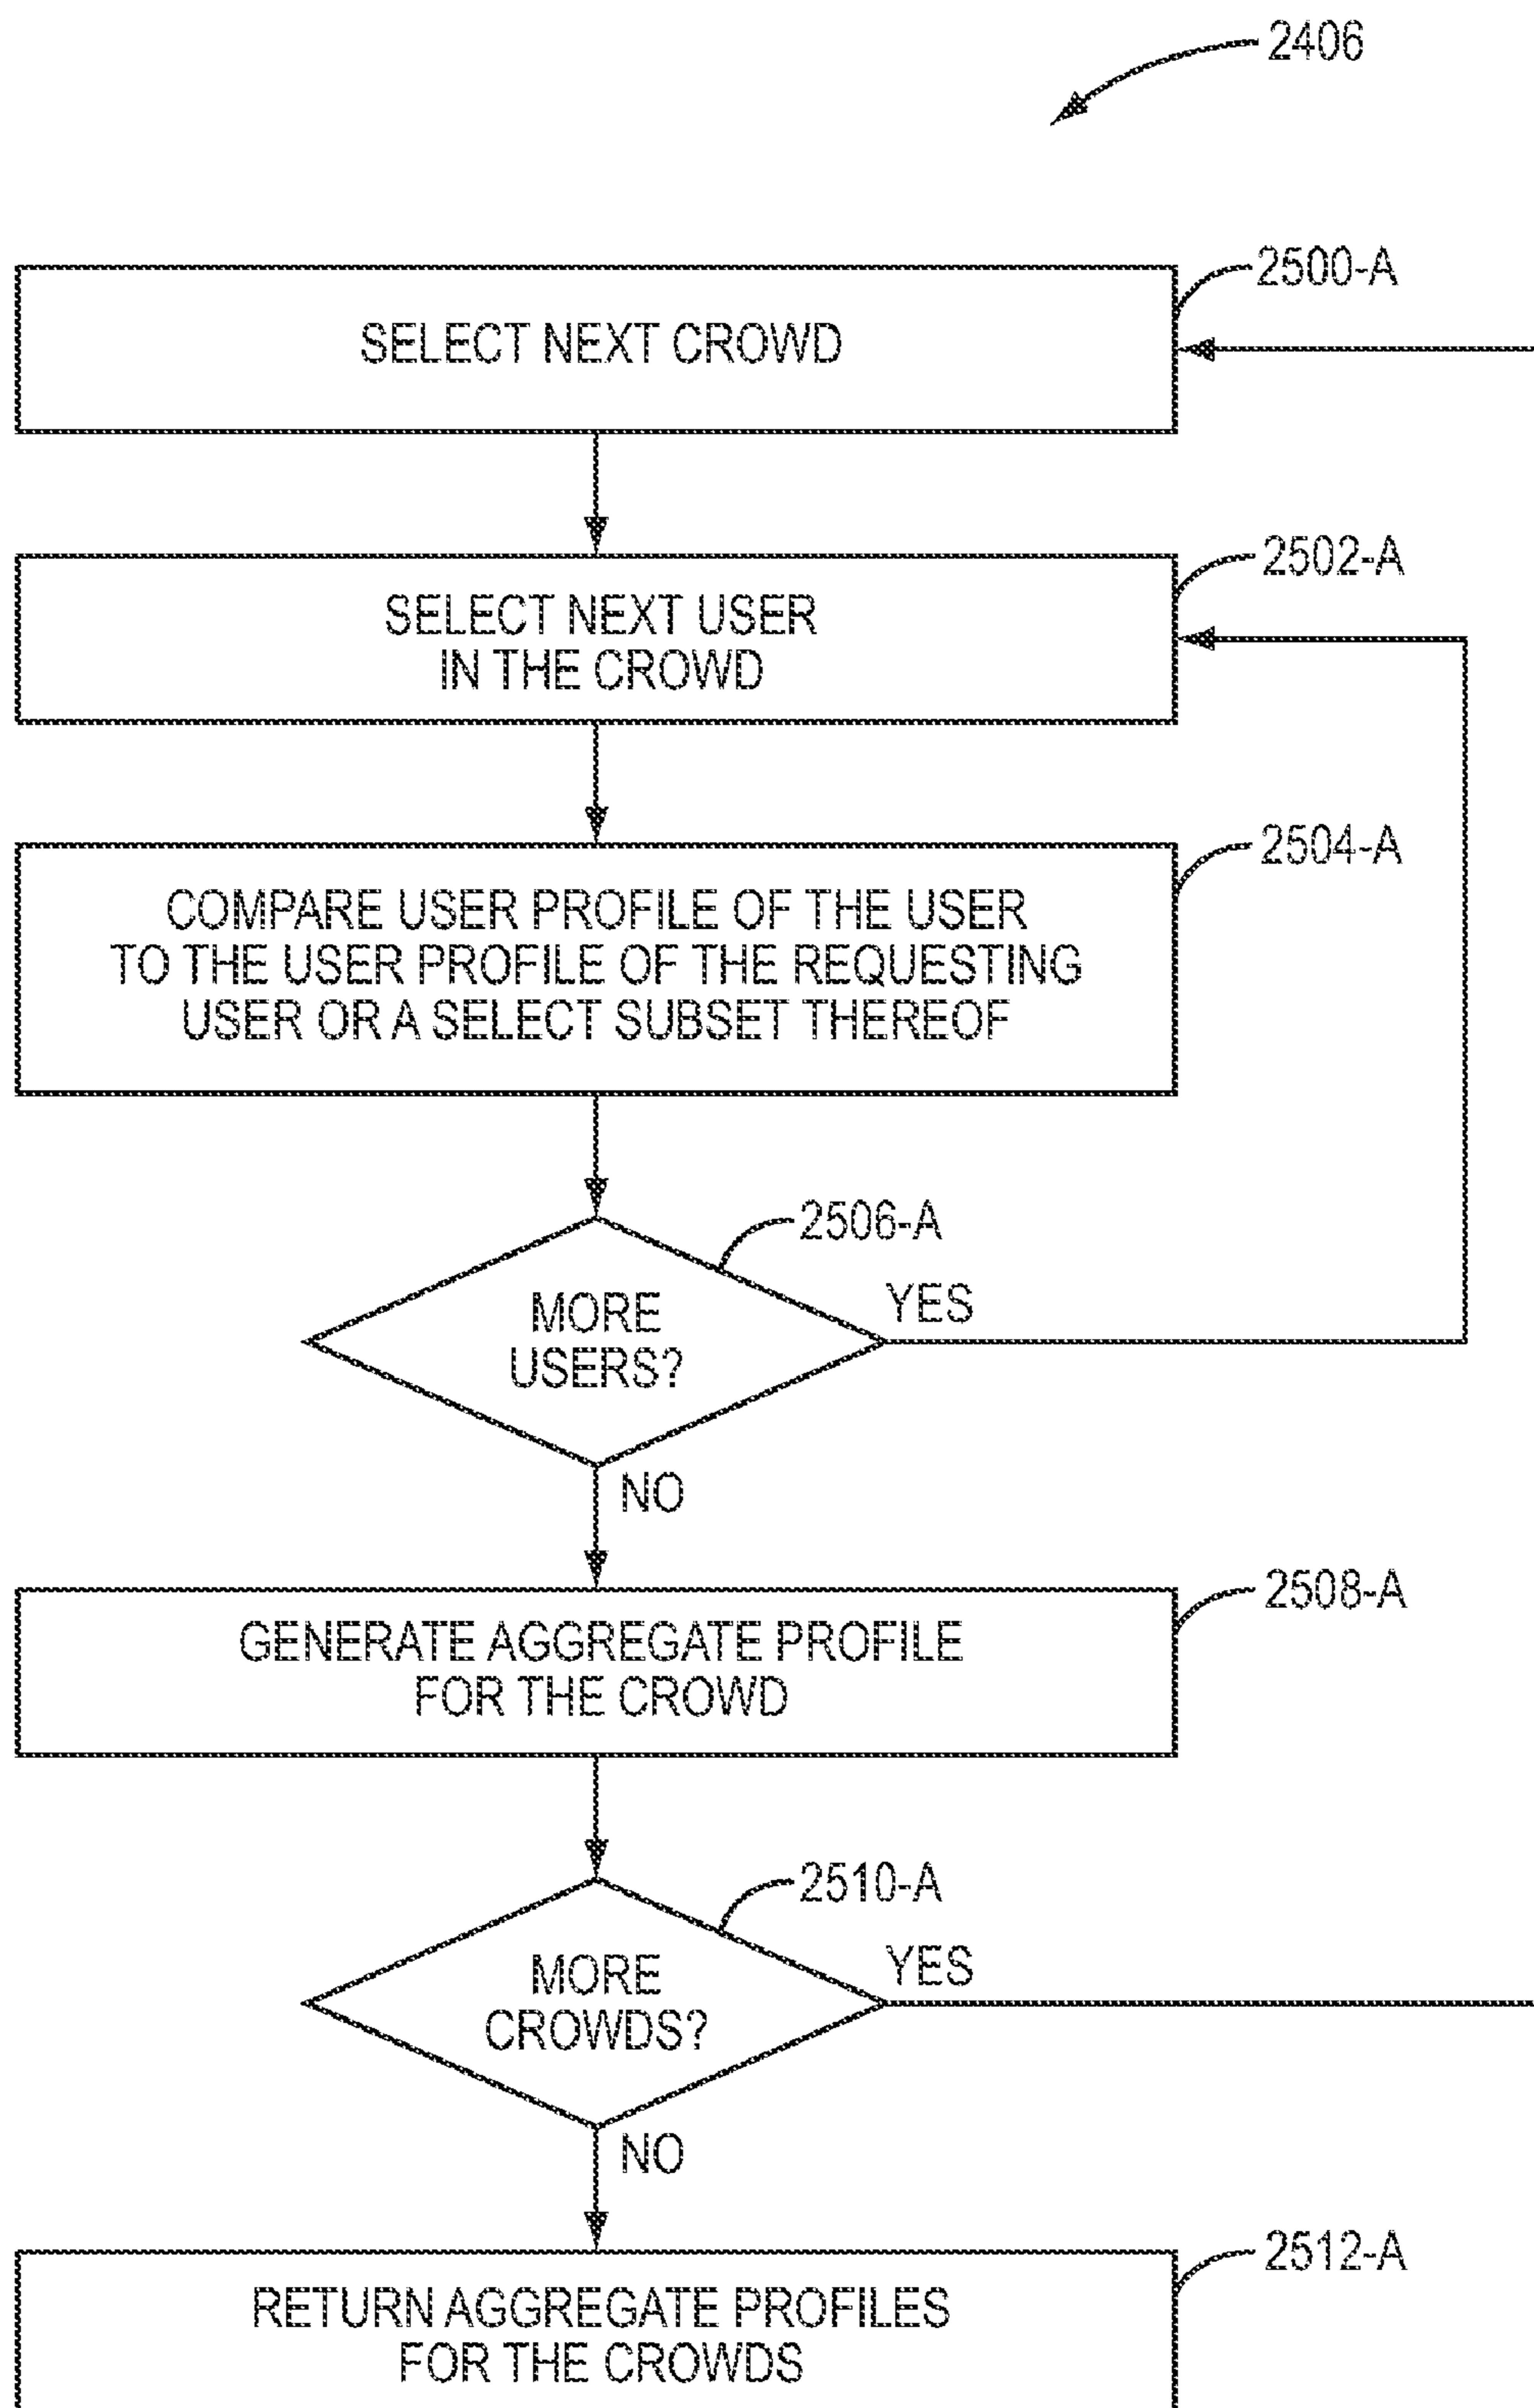 2406
2500-A
SELECT NEXT CROWD
2502-A
SELECT NEXT USER
IN THE CROWD
2504-A
COMPARE USER PROFILE OF THE USER
TO THE USER PROFILE OF THE REQUESTING
USER OR A SELECT SUBSET THEREOF
2506-A
MORE
USERS?
YES
NO
2508-A
GENERATE AGGREGATE PROFILE
FOR THE CROWD
2510-A
MORE
CROWDS?
YES
NO
2512-A
RETURN AGGREGATE PROFILES
FOR THE CROWDS